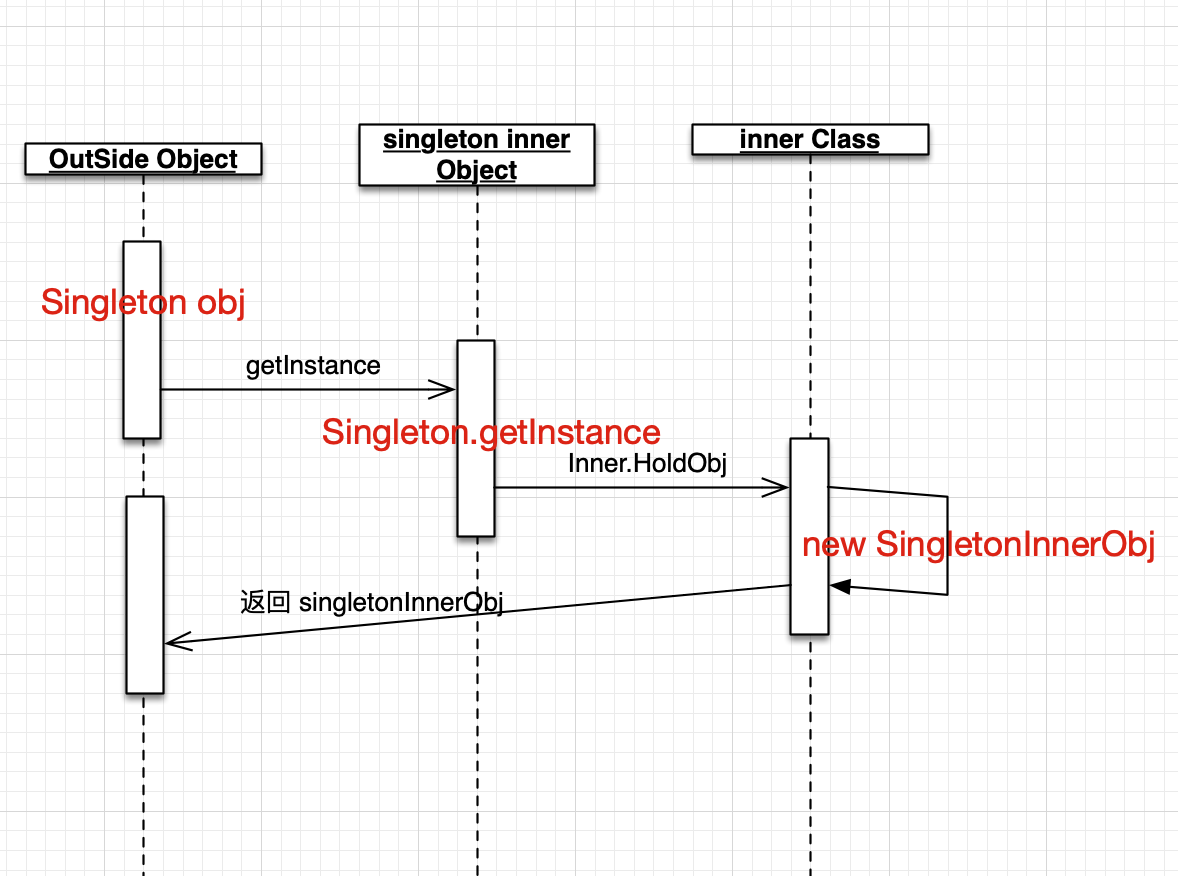 OutSide Object
singleton inner
Object
inner Class
Singleton obj
getInstance
Singleton.getInstance
Inner.HoldObj
new SingletonInnerObj
返回 singletonInnerObj